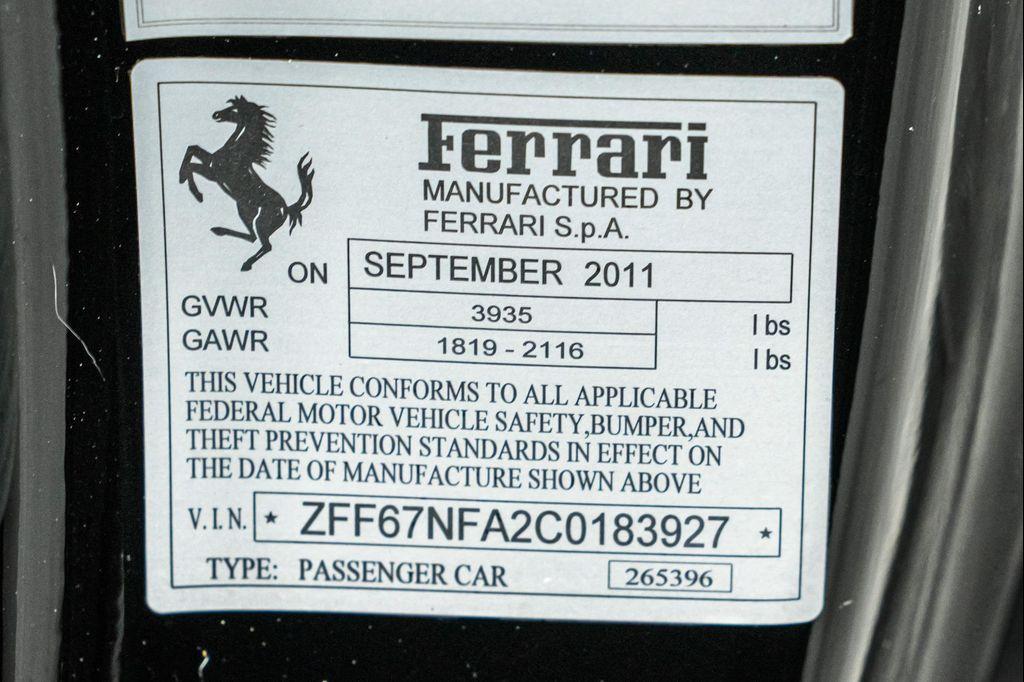 Ferrari
MANUFACTURED BY
FERRARI S.p.A.
ON SEPTEMBER 2011
GVWR 3935 lbs
GAWR 1819 - 2116 lbs
THIS VEHICLE CONFORMS TO ALL APPLICABLE
FEDERAL MOTOR VEHICLE SAFETY,BUMPER,AND
THEFT PREVENTION STANDARDS IN EFFECT ON
THE DATE OF MANUFACTURE SHOWN ABOVE
V.I.N. ★ ZFF67NFA2C0183927 ★
TYPE: PASSENGER CAR 265396